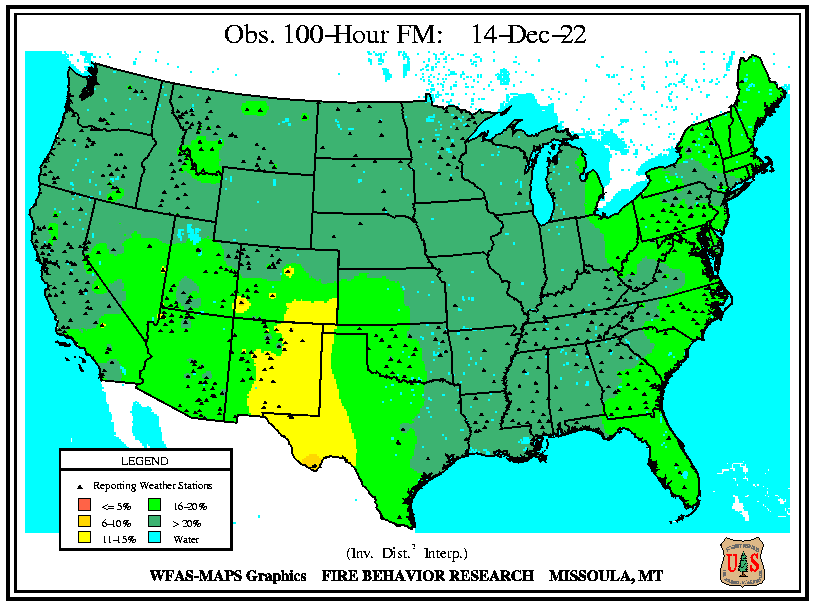 Obs. 100-Hour FM: 14-Dec-22
LEGEND
Reporting Weather Stations
<= 5% 16-20%
6-10% > 20%
11-15% Water
(Inv. Dist.² Interp.)
WFAS-MAPS Graphics FIRE BEHAVIOR RESEARCH MISSOULA, MT
U S